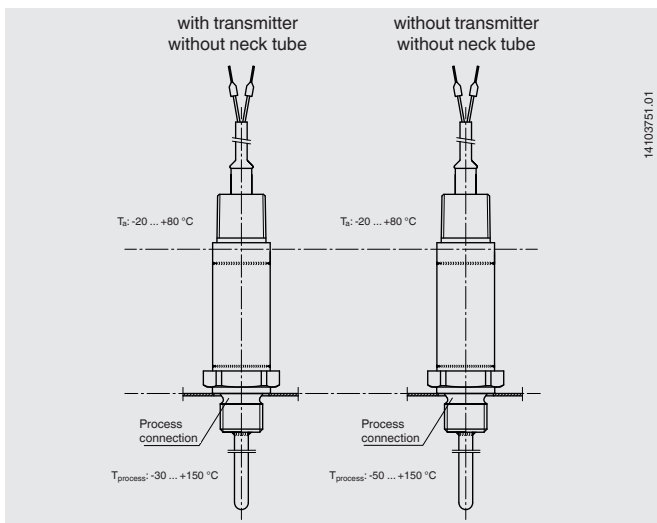 with transmitter
without neck tube
without transmitter
without neck tube
14103751.01
Ta: -20 ... +80 °C
Ta: -20 ... +80 °C
Process
connection
Process
connection
Tprocess: -30 ... +150 °C
Tprocess: -50 ... +150 °C